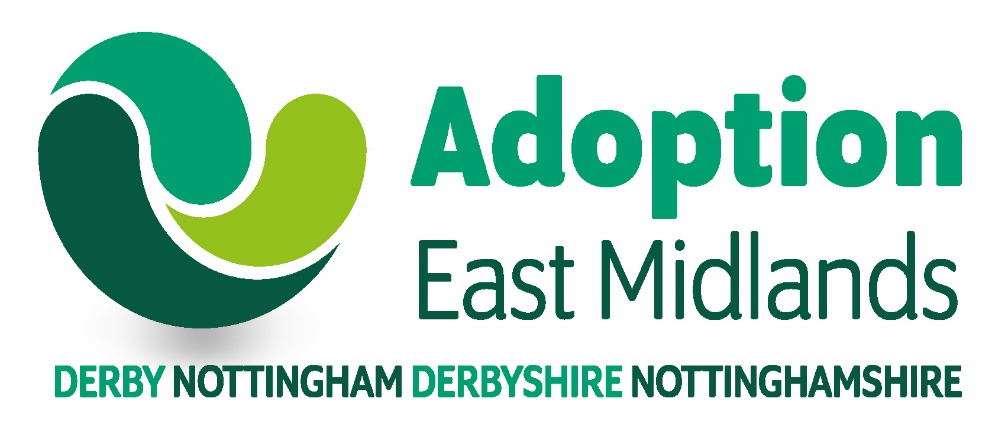 Adoption
East Midlands
DERBY NOTTINGHAM DERBYSHIRE NOTTINGHAMSHIRE